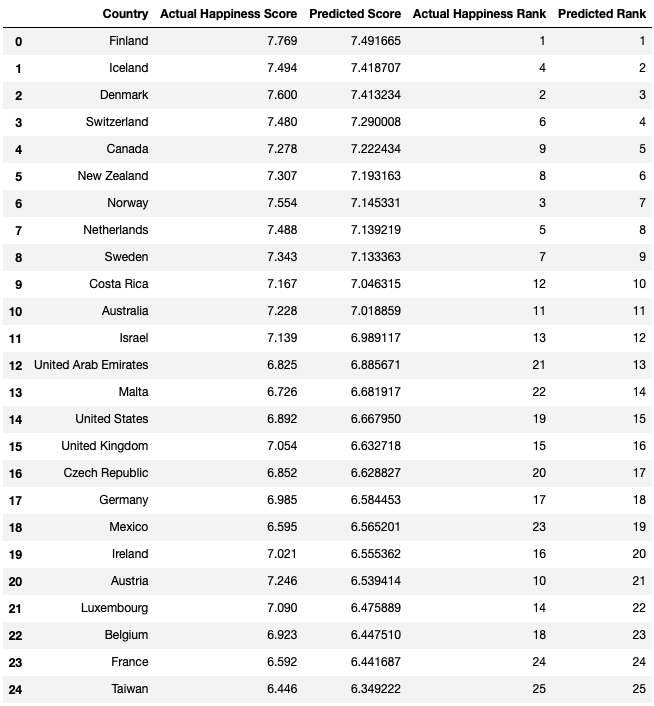 Country Actual Happiness Score Predicted Score Actual Happiness Rank Predicted Rank
0 Finland 7.769 7.491665 1 1
1 Iceland 7.494 7.418707 4 2
2 Denmark 7.600 7.413234 2 3
3 Switzerland 7.480 7.290008 6 4
4 Canada 7.278 7.222434 9 5
5 New Zealand 7.307 7.193163 8 6
6 Norway 7.554 7.145331 3 7
7 Netherlands 7.488 7.139219 5 8
8 Sweden 7.343 7.133363 7 9
9 Costa Rica 7.167 7.046315 12 10
10 Australia 7.228 7.018859 11 11
11 Israel 7.139 6.989117 13 12
12 United Arab Emirates 6.825 6.885671 21 13
13 Malta 6.726 6.681917 22 14
14 United States 6.892 6.667950 19 15
15 United Kingdom 7.054 6.632718 15 16
16 Czech Republic 6.852 6.628827 20 17
17 Germany 6.985 6.584453 17 18
18 Mexico 6.595 6.565201 23 19
19 Ireland 7.021 6.555362 16 20
20 Austria 7.246 6.539414 10 21
21 Luxembourg 7.090 6.475889 14 22
22 Belgium 6.923 6.447510 18 23
23 France 6.592 6.441687 24 24
24 Taiwan 6.446 6.349222 25 25